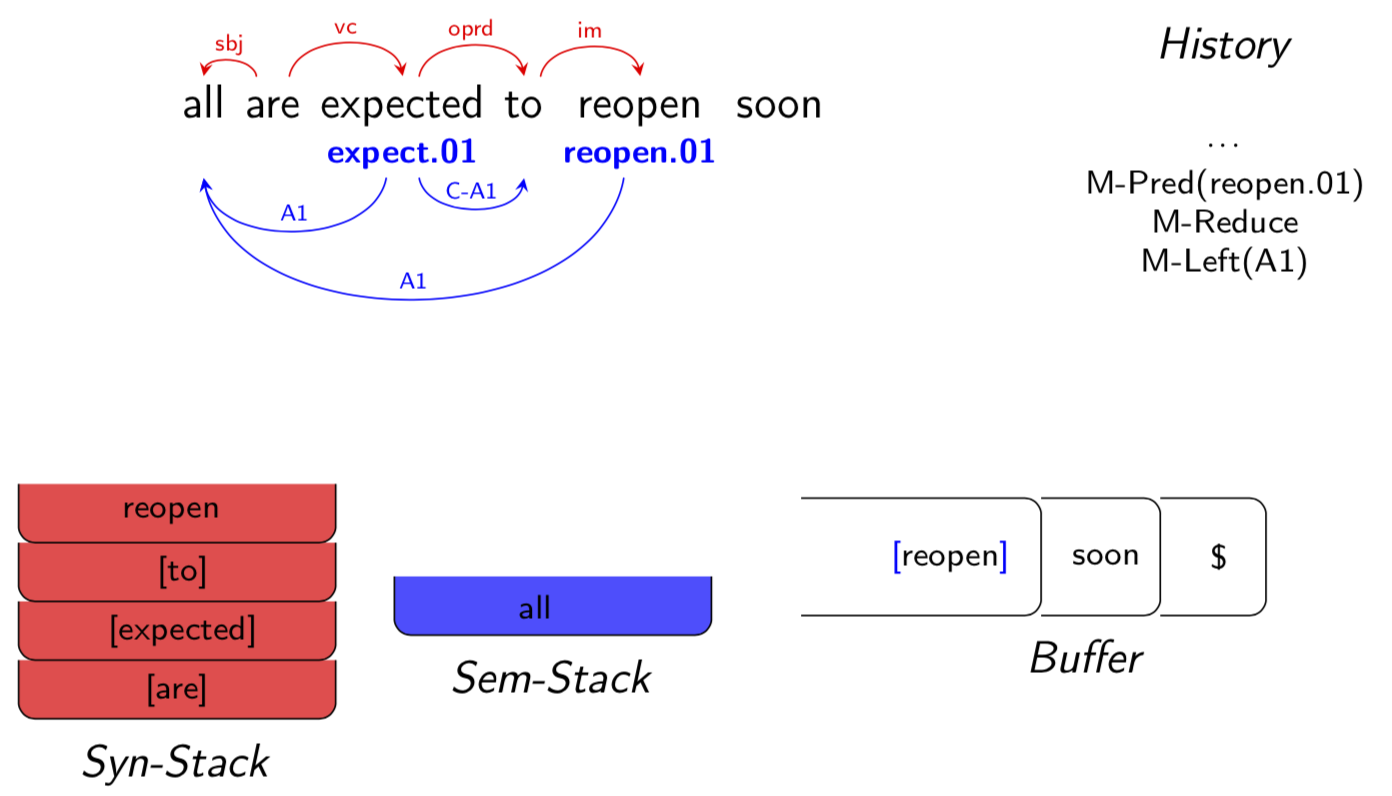 sbj vc oprd im
History
all are expected to reopen soon
expect.01 reopen.01
...
M-Pred(reopen.01)
C-A1
A1
M-Reduce
M-Left(A1)
A1
reopen
[to]
[expected]
[are]
Syn-Stack
all
Sem-Stack
[reopen] soon $
Buffer